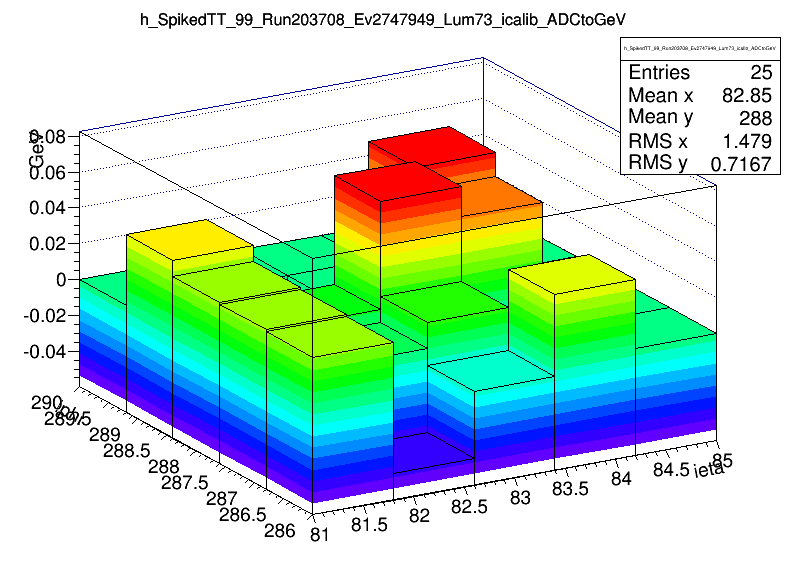 h_SpikedTT_99_Run203708_Ev2747949_Lum73_icalib_ADCtoGeV
h_SpikedTT_99_Run203708_Ev2747949_Lum73_icalib_ADCtoGeV
Entries 25
Mean x 82.85
Mean y 288
RMS x 1.479
RMS y 0.7167
GeV
0.08
0.06
0.04
0.02
0
-0.02
-0.04
290
289.5
289
288.5
288
287.5
287
286.5
286
iphi
81
81.5
82
82.5
83
83.5
84
84.5
85
ieta